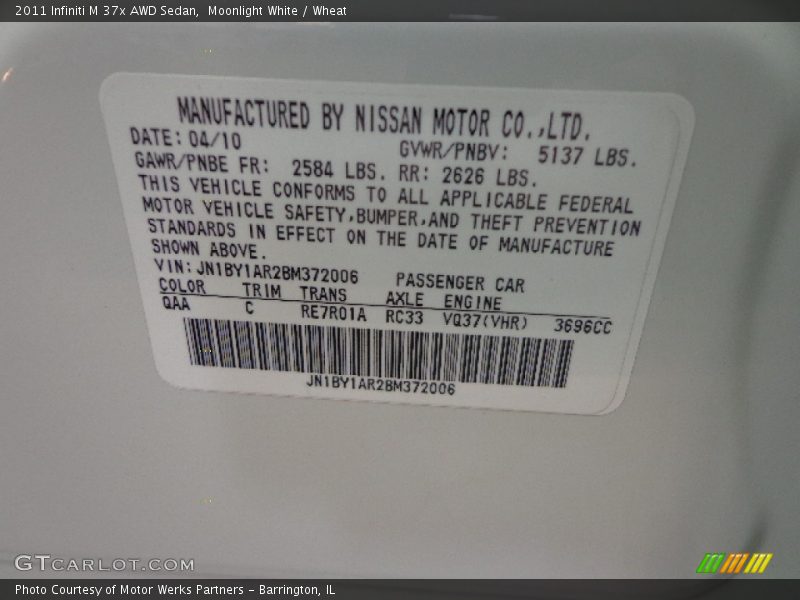 2011 Infiniti M 37x AWD Sedan,  Moonlight White / Wheat
MANUFACTURED BY NISSAN MOTOR CO.,LTD.
DATE: 04/10 GVWR/PNBV: 5137 LBS.
GAWR/PNBE FR: 2584 LBS. RR: 2626 LBS.
THIS VEHICLE CONFORMS TO ALL APPLICABLE FEDERAL
MOTOR VEHICLE SAFETY,BUMPER,AND THEFT PREVENTION
STANDARDS IN EFFECT ON THE DATE OF MANUFACTURE
SHOWN ABOVE.
VIN:JN1BY1AR2BM372006 PASSENGER CAR
COLOR TRIM TRANS AXLE ENGINE
QAA C RE7R01A RC33 VQ37(VHR) 3696CC
JN1BY1AR2BM372006
GTCARLOT.COM
Photo Courtesy of Motor Werks Partners - Barrington, IL